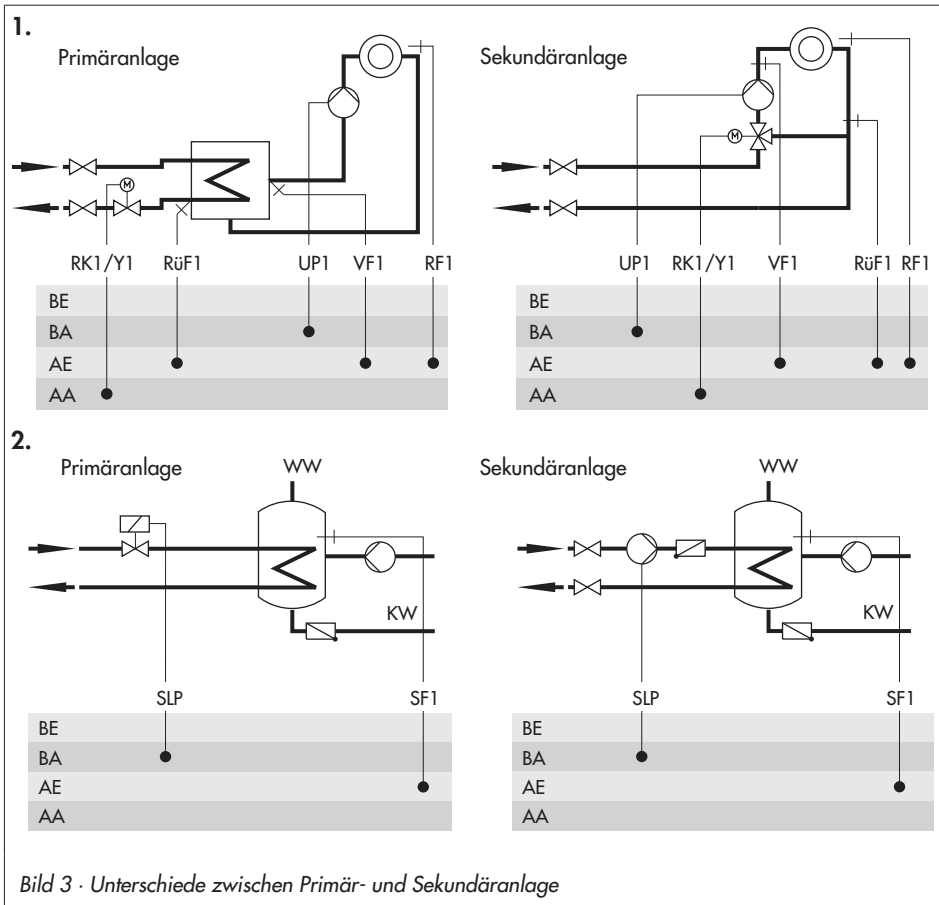 1.
Primäranlage
Sekundäranlage
M
M
RK1/Y1 RüF1 UP1 VF1 RF1
UP1 RK1/Y1 VF1 RüF1 RF1
BE
BA
AE
AA
BE
BA
AE
AA
2.
Primäranlage
WW
KW
Sekundäranlage
WW
KW
SLP SF1
SLP SF1
BE
BA
AE
AA
BE
BA
AE
AA
Bild 3 · Unterschiede zwischen Primär- und Sekundäranlage